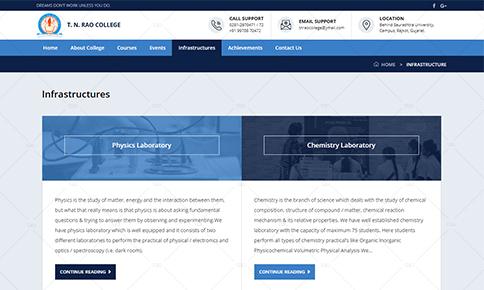 DREAMS DON'T WORK UNLESS YOU DO.
f G+
T. N. RAO COLLEGE
CALL SUPPORT
EMAIL SUPPORT
tnraocollege@ymail.com
LOCATION
Behind Saurashtra University,
Campus, Rajkot, Gujarat.
Home About College Courses Events Infrastructures Achievements Contact Us
HOME > INFRASTRUCTURE
Infrastructures
Physics Laboratory
Chemistry Laboratory
Physics is the study of matter, energy and the interaction between them,
but what that really means is that physics is about asking fundamental
questions & trying to answer them by observing and experimenting.We
have physics laboratory which is well equipped and it consists of two
different laboratories to perform the practical of physical / electronics and
optics / spectroscopy (i.e. dark room).
CONTINUE READING >
Chemistry is the branch of science which deals with the study of chemical
composition, structure of compound / matter, chemical reaction
mechanism & its relative properties. We have well established chemistry
laboratory with the capacity of maximum 75 students. Here students
perform all types of chemistry practical's like Organic Inorganic
Physicochemical Volumetric Physical Analysis We...
CONTINUE READING >